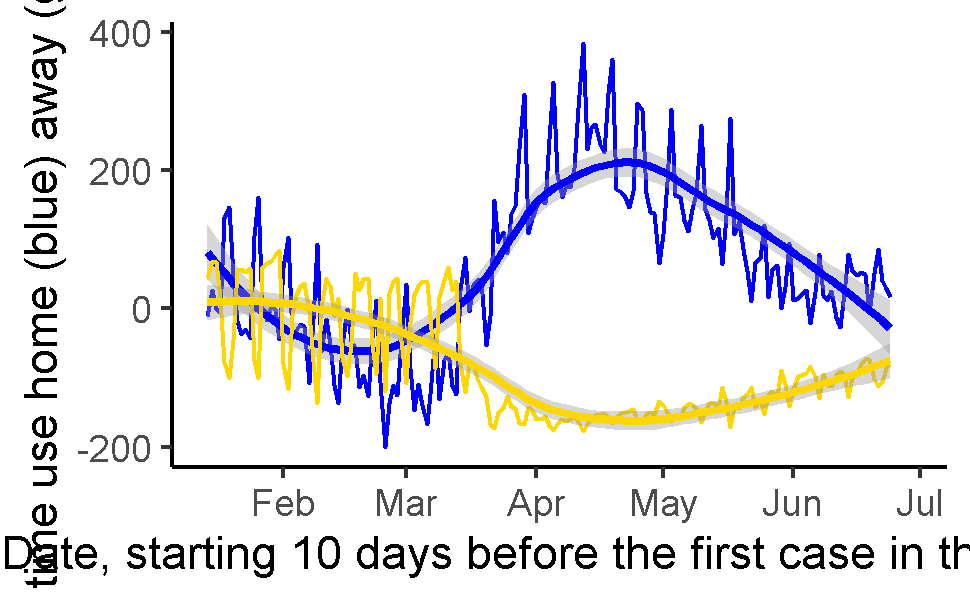 time use home (blue) away (
400
200
0
-200
Feb Mar Apr May Jun Jul
Date, starting 10 days before the first case in th